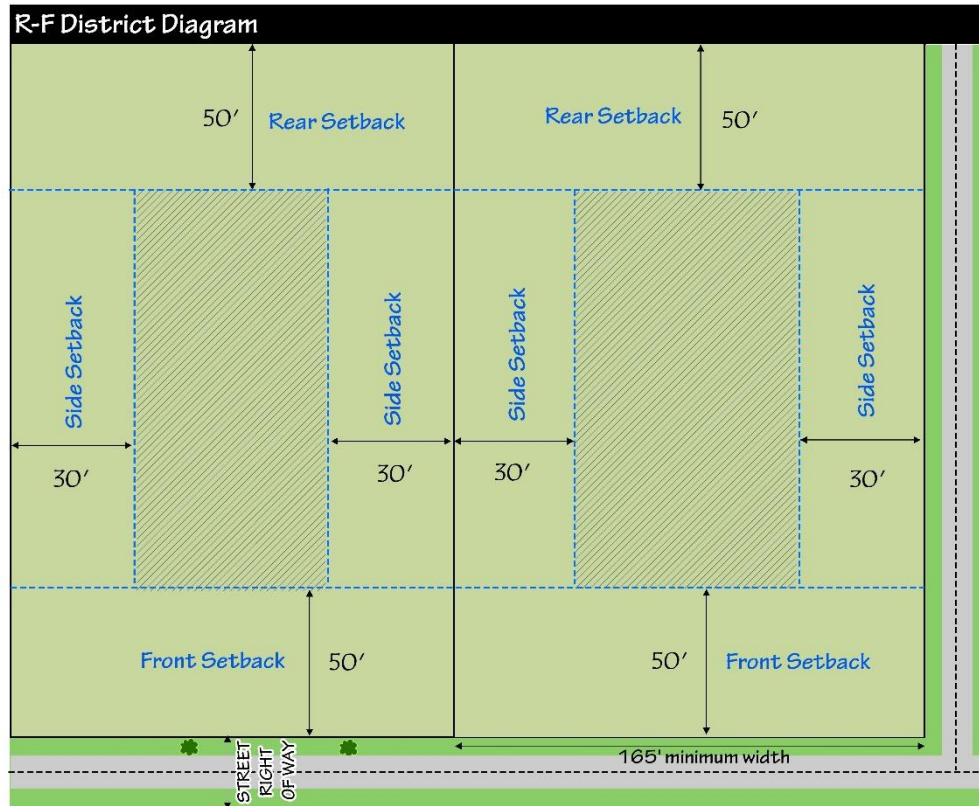 R-F District Diagram
50'
Rear Setback
Rear Setback
50'
Side Setback
Side Setback
Side Setback
Side Setback
30'
30'
30'
30'
Front Setback
50'
50'
Front Setback
STREET
RIGHT
OF WAY
165' minimum width